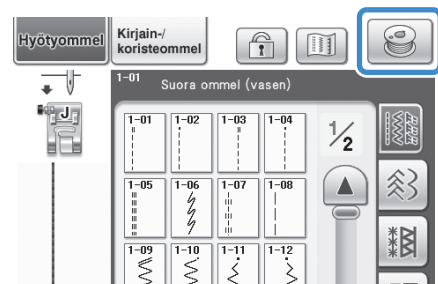 Hyötyommel
Kirjain-/
koristeommel
J
1-01
Suora ommel (vasen)
1-01 1-02 1-03 1-04
1/2
1-05 1-06 1-07 1-08
1-09 1-10 1-11 1-12